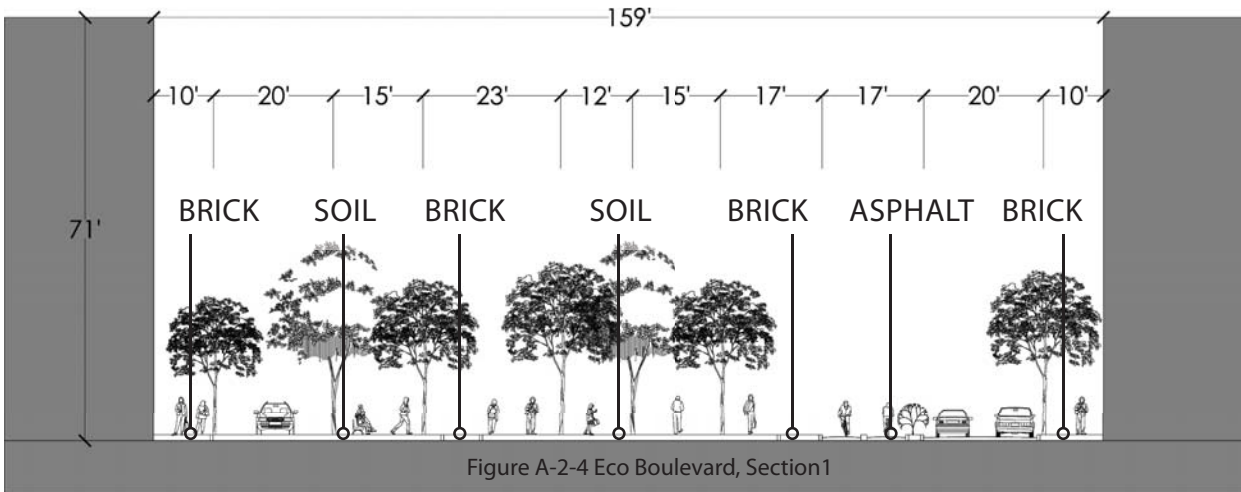 159'
10' 20' 15' 23' 12' 15' 17' 17' 20' 10'
BRICK SOIL BRICK SOIL BRICK ASPHALT BRICK
71'
Figure A-2-4 Eco Boulevard, Section1